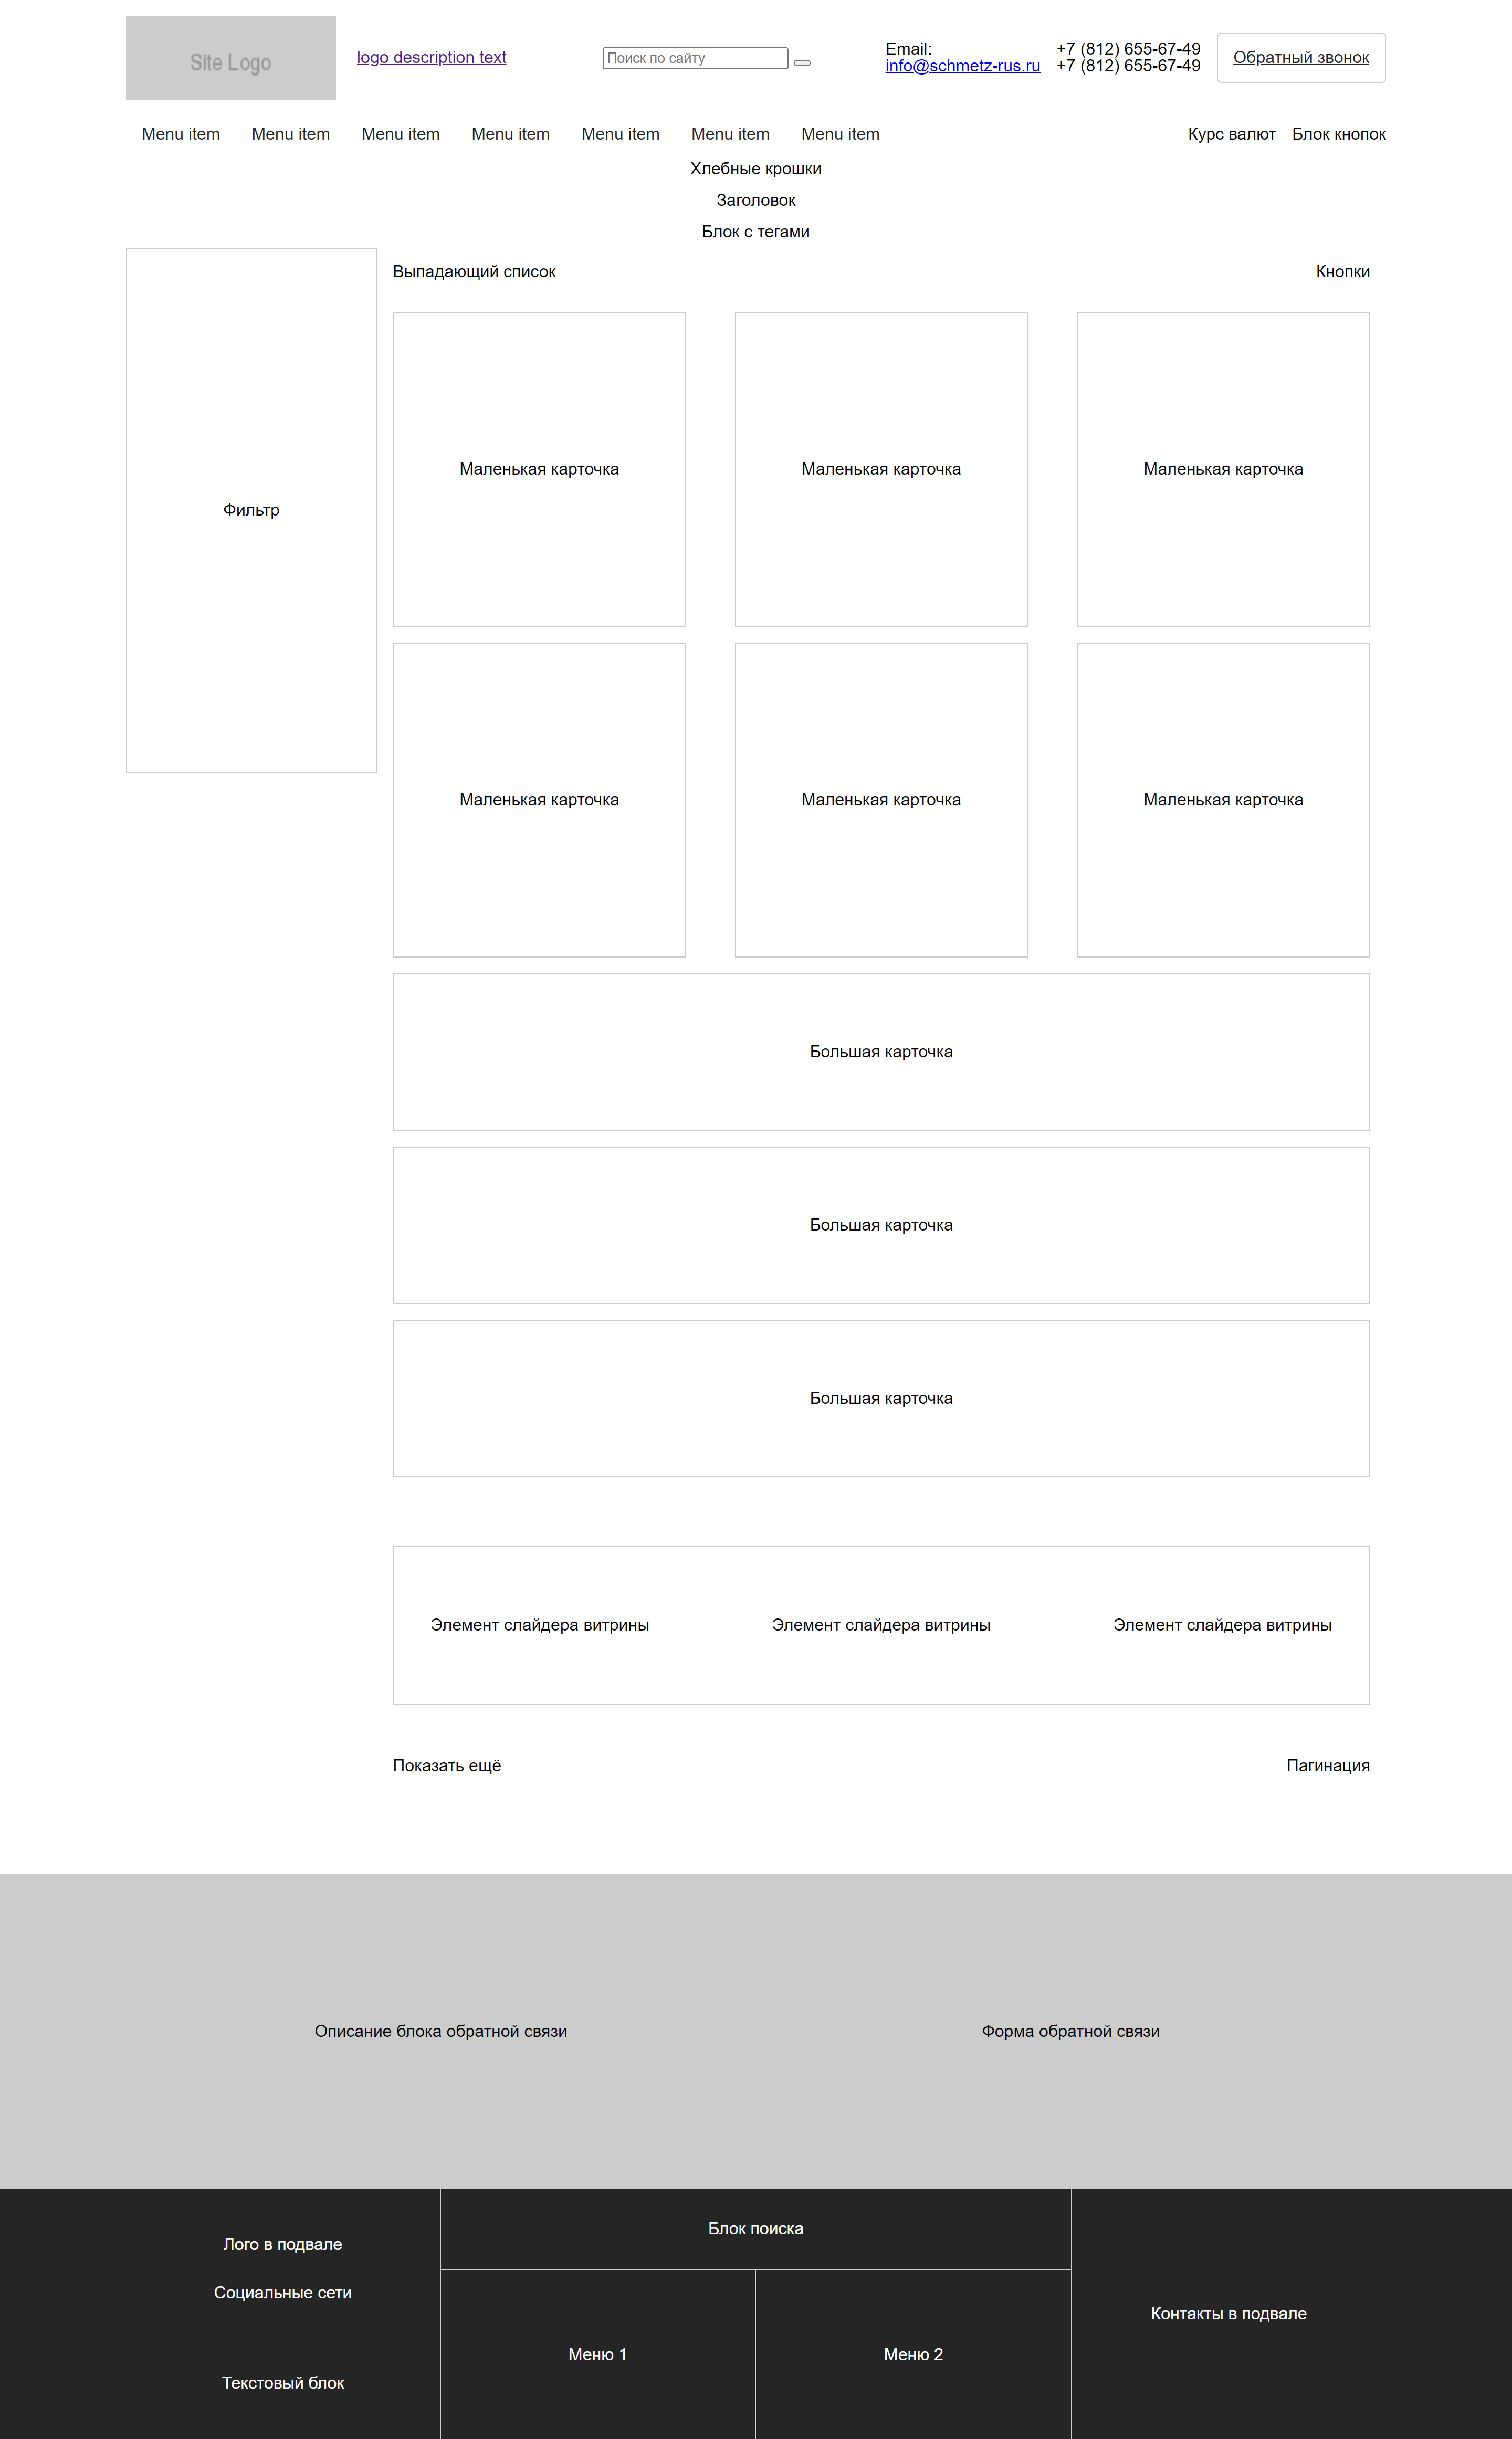 Site Logo
logo description text
Поиск по сайту
Email:
info@schmetz-rus.ru
+7 (812) 655-67-49
+7 (812) 655-67-49
Обратный звонок
Menu item Menu item Menu item Menu item Menu item Menu item Menu item
Курс валют Блок кнопок
Хлебные крошки
Заголовок
Блок с тегами
Фильтр
Выпадающий список Кнопки
Маленькая карточка Маленькая карточка Маленькая карточка
Маленькая карточка Маленькая карточка Маленькая карточка
Большая карточка
Большая карточка
Большая карточка
Элемент слайдера витрины Элемент слайдера витрины Элемент слайдера витрины
Показать ещё Пагинация
Описание блока обратной связи Форма обратной связи
Лого в подвале
Социальные сети
Текстовый блок
Блок поиска
Меню 1 Меню 2
Контакты в подвале